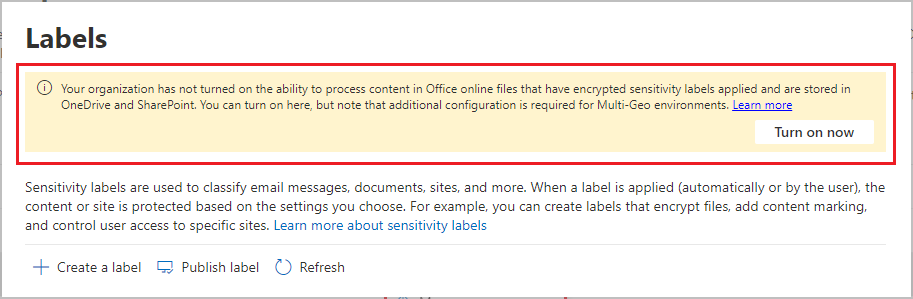 Labels
Your organization has not turned on the ability to process content in Office online files that have encrypted sensitivity labels applied and are stored in
OneDrive and SharePoint. You can turn on here, but note that additional configuration is required for Multi-Geo environments. Learn more
Turn on now
Sensitivity labels are used to classify email messages, documents, sites, and more. When a label is applied (automatically or by the user), the
content or site is protected based on the settings you choose. For example, you can create labels that encrypt files, add content marking,
and control user access to specific sites. Learn more about sensitivity labels
Create a label Publish label Refresh